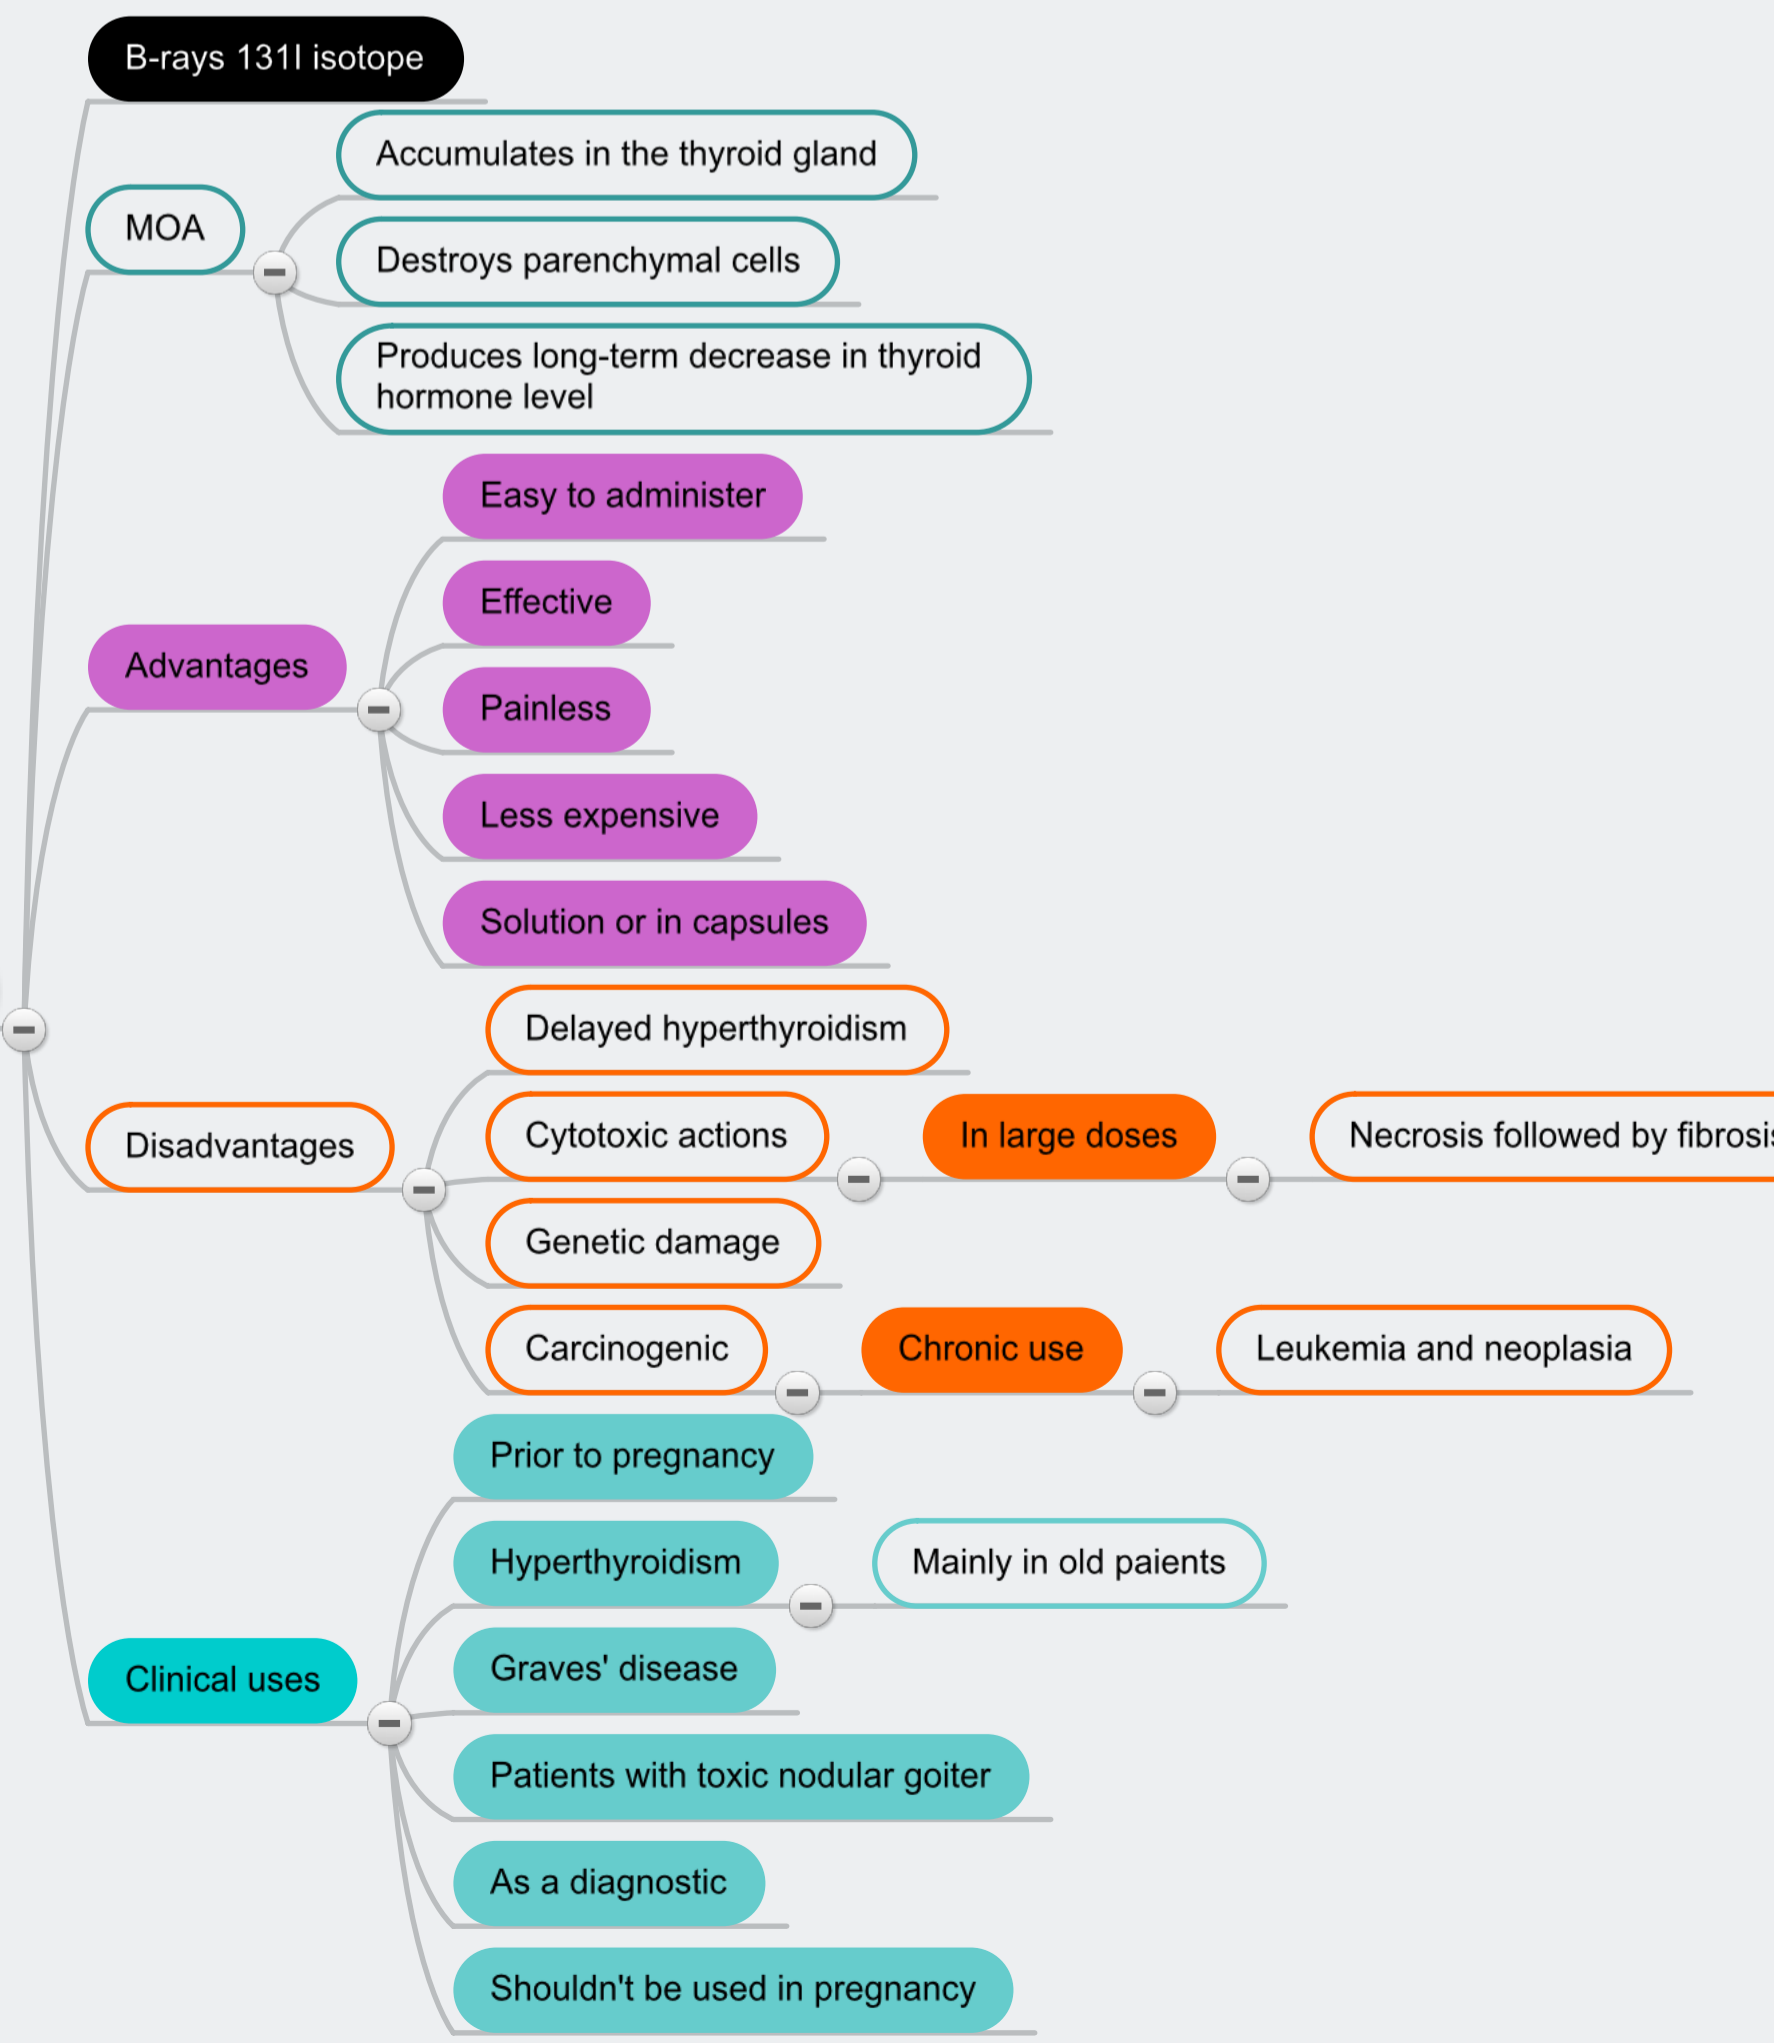 B-rays 131I isotope
MOA
Accumulates in the thyroid gland
Destroys parenchymal cells
Produces long-term decrease in thyroid
hormone level
Advantages
Easy to administer
Effective
Painless
Less expensive
Solution or in capsules
Disadvantages
Delayed hyperthyroidism
Cytotoxic actions
In large doses
Necrosis followed by fibrosis
Genetic damage
Carcinogenic
Chronic use
Leukemia and neoplasia
Clinical uses
Prior to pregnancy
Hyperthyroidism
Mainly in old paients
Graves' disease
Patients with toxic nodular goiter
As a diagnostic
Shouldn't be used in pregnancy